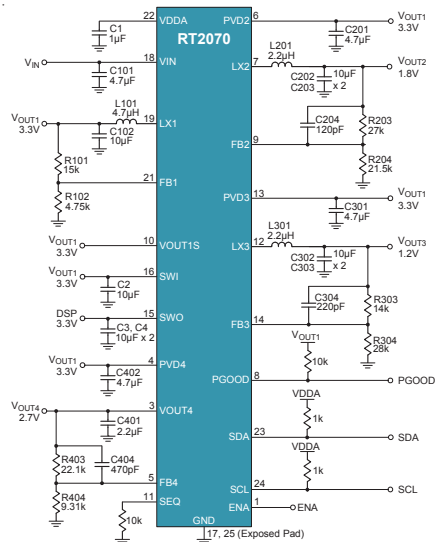 22 VDDA
C1
1µF
RT2070
PVD2 6
VOUT1
3.3V
C201
4.7µF
VIN
18 VIN
C101
4.7µF
L201
2.2µH
LX2 7
VOUT2
1.8V
C202
C203
10µF
x 2
VOUT1
3.3V
L101
4.7µH
19 LX1
C102
10µF
C204
120pF
R203
27k
R101
15k
FB2 9
R204
21.5k
21 FB1
R102
4.75k
PVD3 13
VOUT1
3.3V
C301
4.7µF
VOUT1
3.3V
10 VOUT1S
L301
2.2µH
LX3 12
VOUT3
1.2V
C302
C303
10µF
x 2
VOUT1
3.3V
16 SWI
C2
10µF
DSP
3.3V
15 SWO
C3, C4
10µF x 2
C304
220pF
R303
14k
FB3 14
R304
28k
VOUT1
3.3V
4 PVD4
C402
4.7µF
VOUT1
10k
PGOOD 8
PGOOD
VOUT4
2.7V
3 VOUT4
C401
2.2µF
VDDA
1k
SDA 23
SDA
R403
22.1k
C404
470pF
5 FB4
R404
9.31k
VDDA
1k
SCL 24
SCL
11 SEQ
10k
ENA 1
ENA
GND
17, 25 (Exposed Pad)